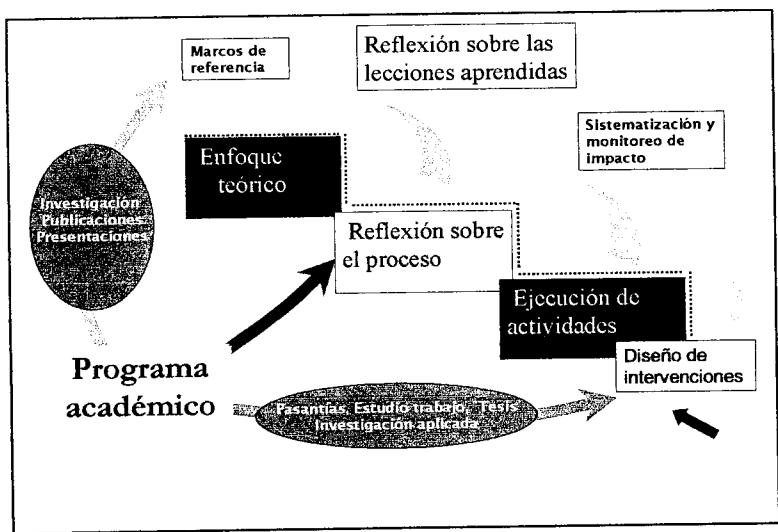 Marcos de
referencia
Reflexión sobre las
lecciones aprendidas
Sistematización y
monitoreo de
impacto
Enfoque
teórico
Investigación
Publicaciones
Presentaciones
Reflexión sobre
el proceso
Ejecución de
actividades
Diseño de
intervenciones
Programa
académico
Pasantías, Estudio trabajo, Tesis
Investigación aplicada